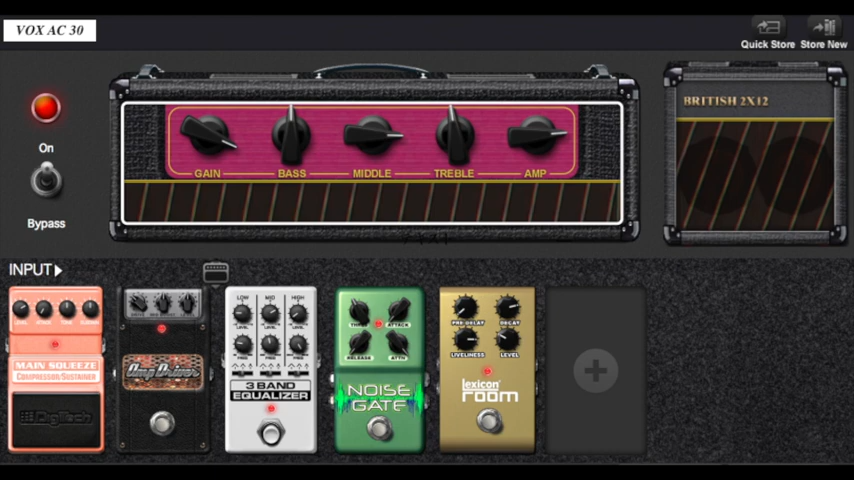 VOX AC 30
Quick Store
Store New
On
Bypass
GAIN
BASS
MIDDLE
TREBLE
AMP
BRITISH 2X12
INPUT
LEVEL
TONE
MAIN SQUEEZE
COMPRESSOR/SUSTAINER
DigiTech
Amp Driver
LOW
MID
HIGH
LEVEL
LEVEL
LEVEL
FREQ
FREQ
FREQ
3 BAND
EQUALIZER
ATTACK
RELEASE
ATTN
NOISE
GATE
PRE DELAY
DECAY
LIVELINESS
LEVEL
lexicon
room